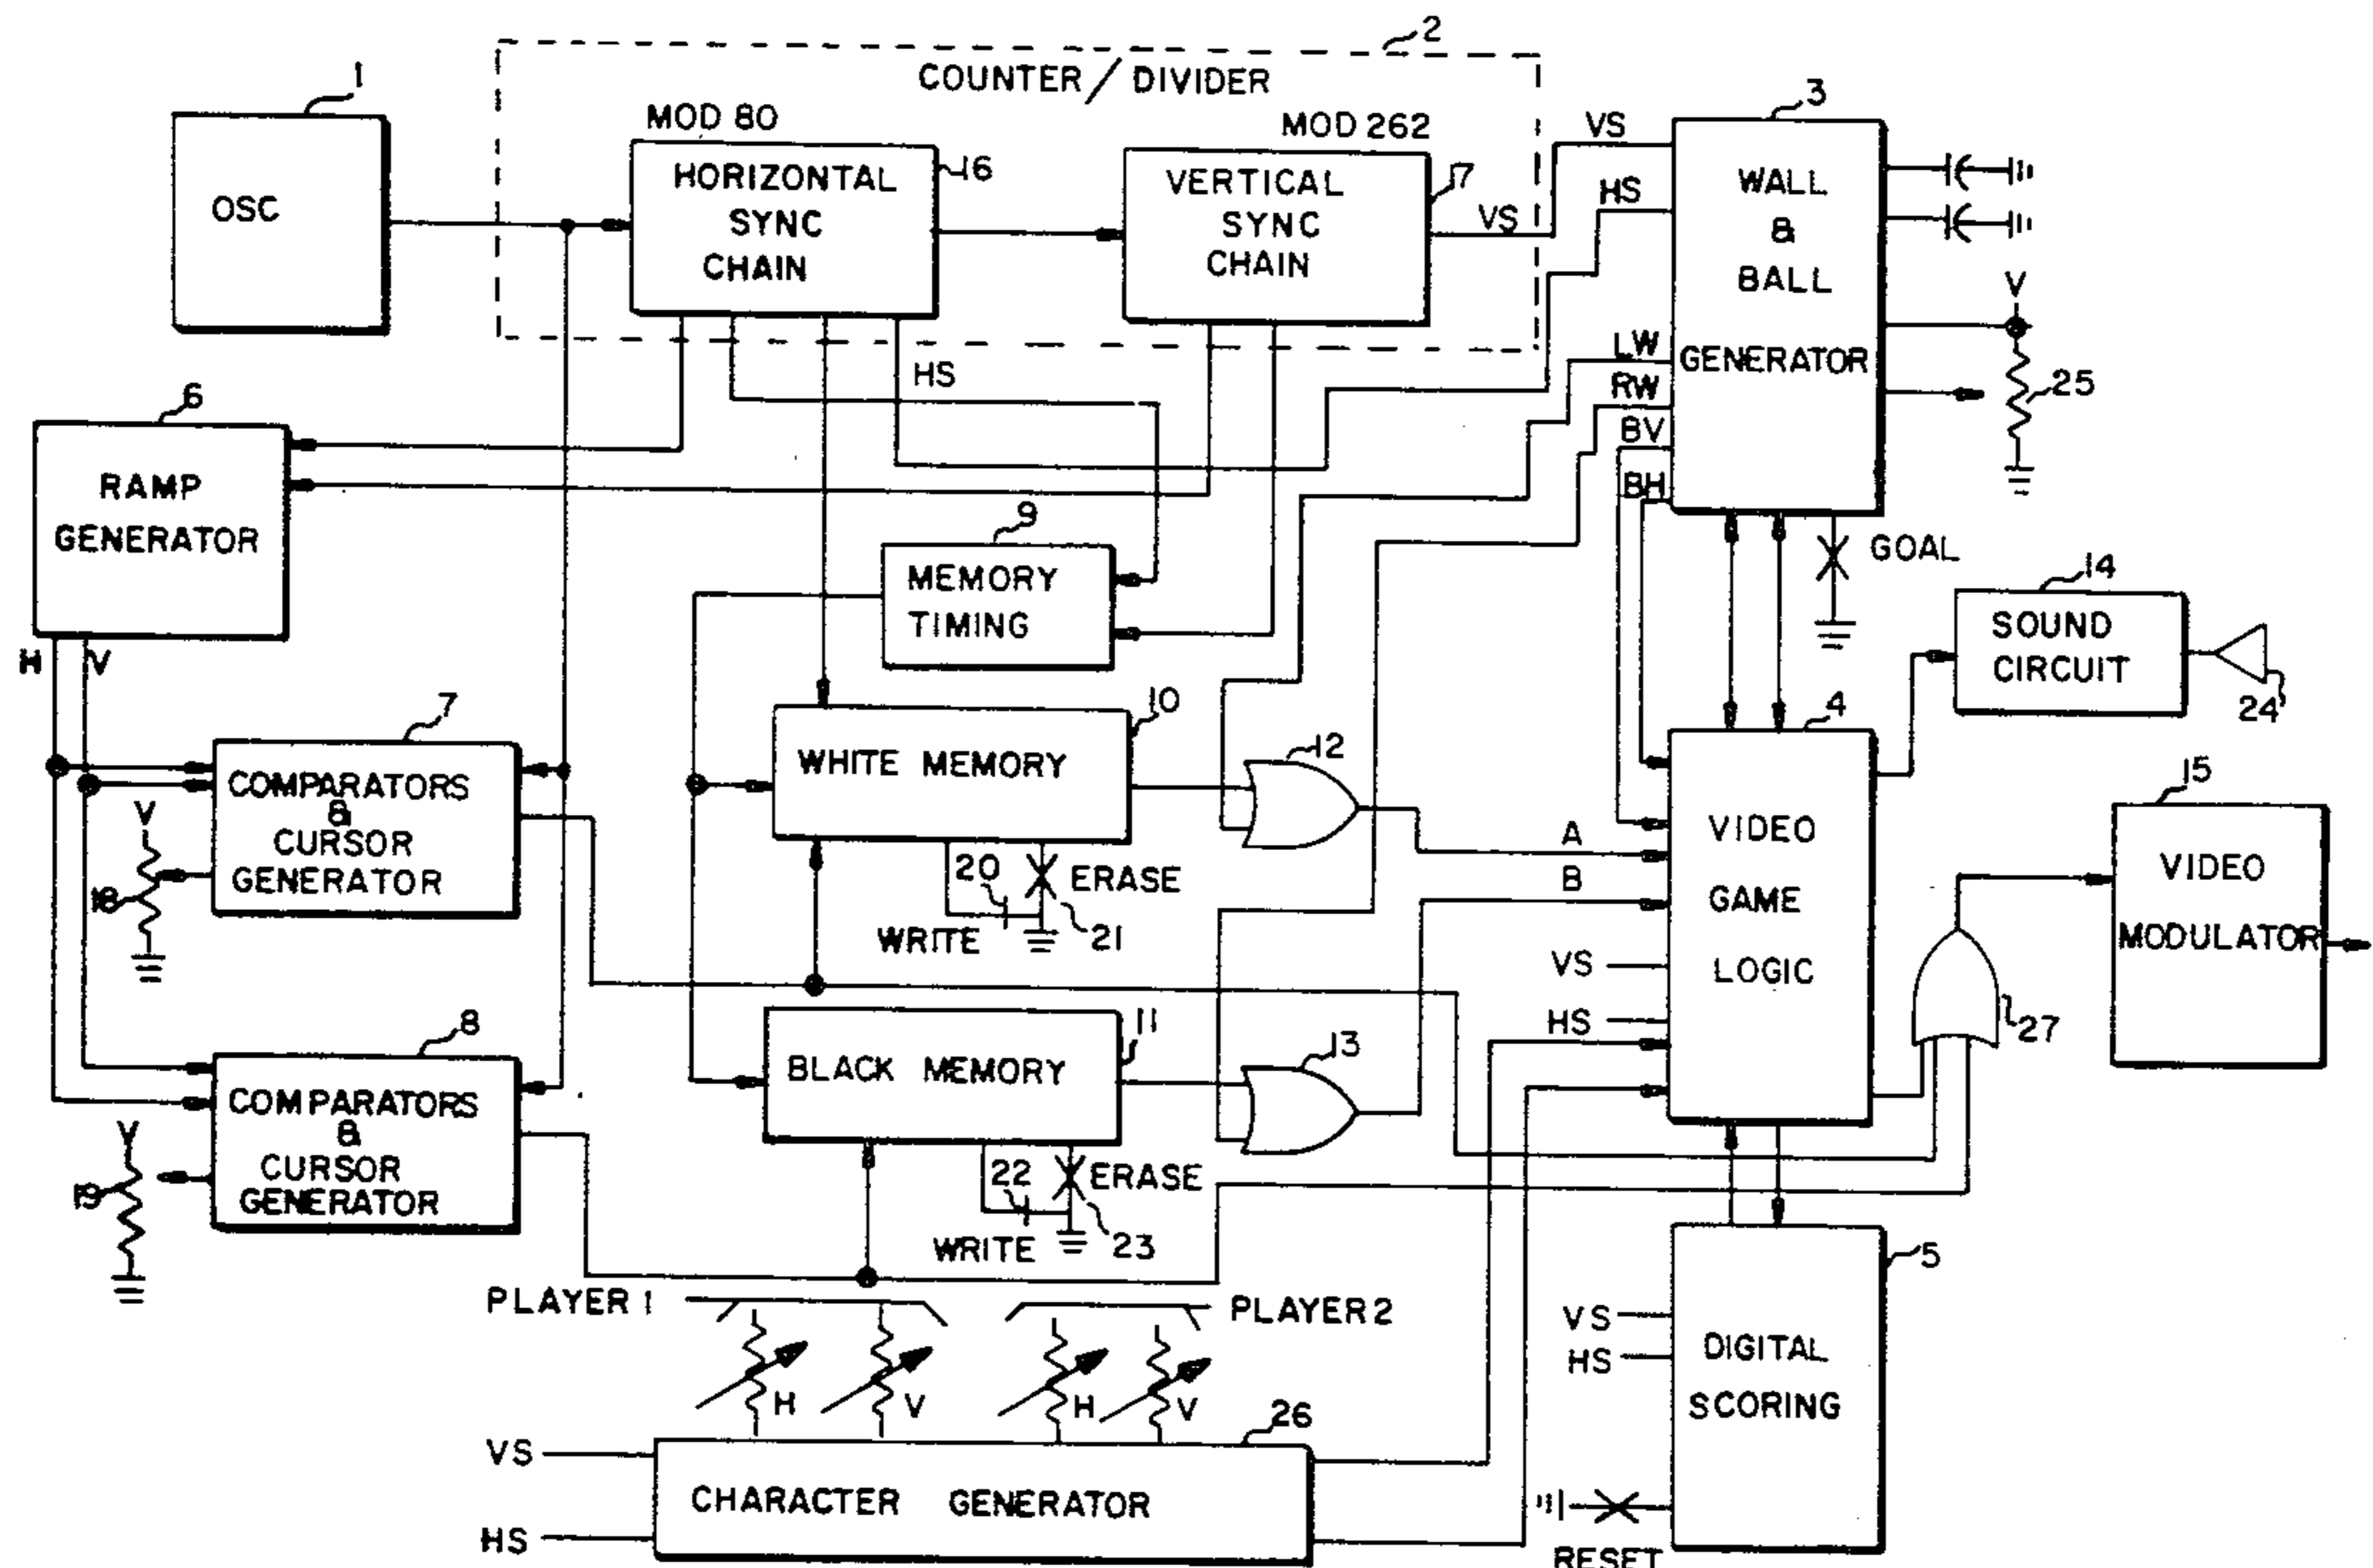 2
COUNTER / DIVIDER
1
OSC
MOD 80
HORIZONTAL
SYNC
CHAIN
16
MOD 262
VERTICAL
SYNC
CHAIN
17
VS
HS
VS
HS
LW
RW
BV
BH
3
WALL
&
BALL
GENERATOR
V
25
GOAL
6
RAMP
GENERATOR
H
V
9
MEMORY
TIMING
14
SOUND
CIRCUIT
24
7
COMPARATORS
&
CURSOR
GENERATOR
V
18
10
WHITE MEMORY
20
WRITE
ERASE
21
12
A
B
VS
HS
4
VIDEO
GAME
LOGIC
15
VIDEO
MODULATOR
27
8
COMPARATORS
&
CURSOR
GENERATOR
V
19
11
BLACK MEMORY
22
WRITE
ERASE
23
13
PLAYER 1
PLAYER 2
H
V
H
V
26
VS
HS
CHARACTER GENERATOR
5
VS
HS
DIGITAL
SCORING
RESET